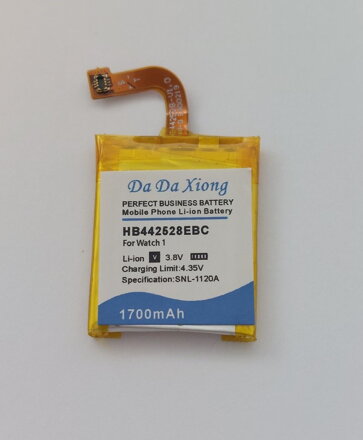 Da Da Xiong
PERFECT BUSINESS BATTERY
Mobile Phone Li-ion Battery
HB442528EBC
For Watch 1
Li-ion V 3.8V
Charging Limit:4.35V
Specification:SNL-1120A
1700mAh